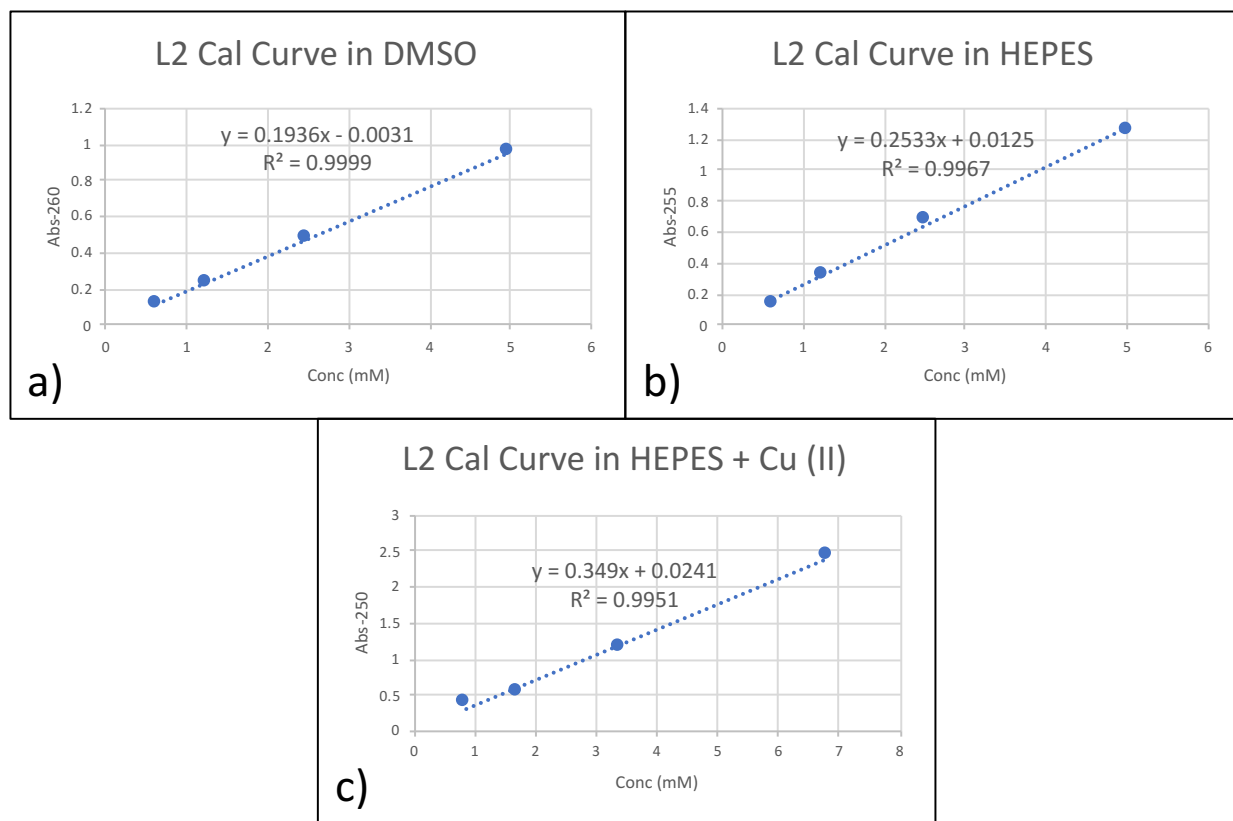 L2 Cal Curve in DMSO
y = 0.1936x - 0.0031
R² = 0.9999
Abs-260
1.2
1
0.8
0.6
0.4
0.2
0
0 1 2 3 4 5 6
Conc (mM)
a)
L2 Cal Curve in HEPES
y = 0.2533x + 0.0125
R² = 0.9967
Abs-255
1.4
1.2
1
0.8
0.6
0.4
0.2
0
0 1 2 3 4 5 6
Conc (mM)
b)
L2 Cal Curve in HEPES + Cu (II)
y = 0.349x + 0.0241
R² = 0.9951
Abs-250
3
2.5
2
1.5
1
0.5
0
0 1 2 3 4 5 6 7 8
Conc (mM)
c)